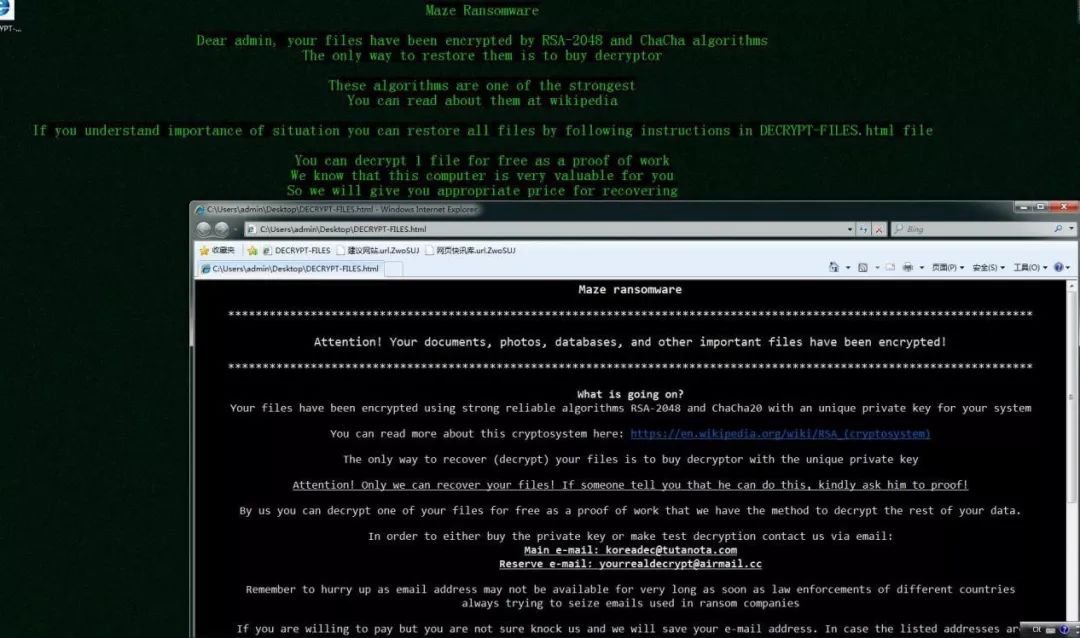 YPT-...
Maze Ransomware
Dear admin, your files have been encrypted by RSA-2048 and ChaCha algorithms
The only way to restore them is to buy decryptor
These algorithms are one of the strongest
You can read about them at wikipedia
If you understand importance of situation you can restore all files by following instructions in DECRYPT-FILES.html file
You can decrypt 1 file for free as a proof of work
We know that this computer is very valuable for you
So we will give you appropriate price for recovering
C:\Users\admin\Desktop\DECRYPT-FILES.html - Windows Internet Explorer
C:\Users\admin\Desktop\DECRYPT-FILES.html
Bing
收藏夹 DECRYPT-FILES 建议网站.url.ZwoSUJ 网页快讯库.url.ZwoSUJ
C:\Users\admin\Desktop\DECRYPT-FILES.html
页面(P) 安全(S) 工具(O)
Maze ransomware
*********************************************************************************************************************
Attention! Your documents, photos, databases, and other important files have been encrypted!
*********************************************************************************************************************
What is going on?
Your files have been encrypted using strong reliable algorithms RSA-2048 and ChaCha20 with an unique private key for your system
You can read more about this cryptosystem here: https://en.wikipedia.org/wiki/RSA_(cryptosystem)
The only way to recover (decrypt) your files is to buy decryptor with the unique private key
Attention! Only we can recover your files! If someone tell you that he can do this, kindly ask him to proof!
By us you can decrypt one of your files for free as a proof of work that we have the method to decrypt the rest of your data.
In order to either buy the private key or make test decryption contact us via email:
Main e-mail: koreadec@tutanota.com
Reserve e-mail: yourrealdecrypt@airmail.cc
Remember to hurry up as email address may not be available for very long as soon as law enforcements of different countries
always trying to seize emails used in ransom companies
If you are willing to pay but you are not sure knock us and we will save your e-mail address. In case the listed addresses are
CH